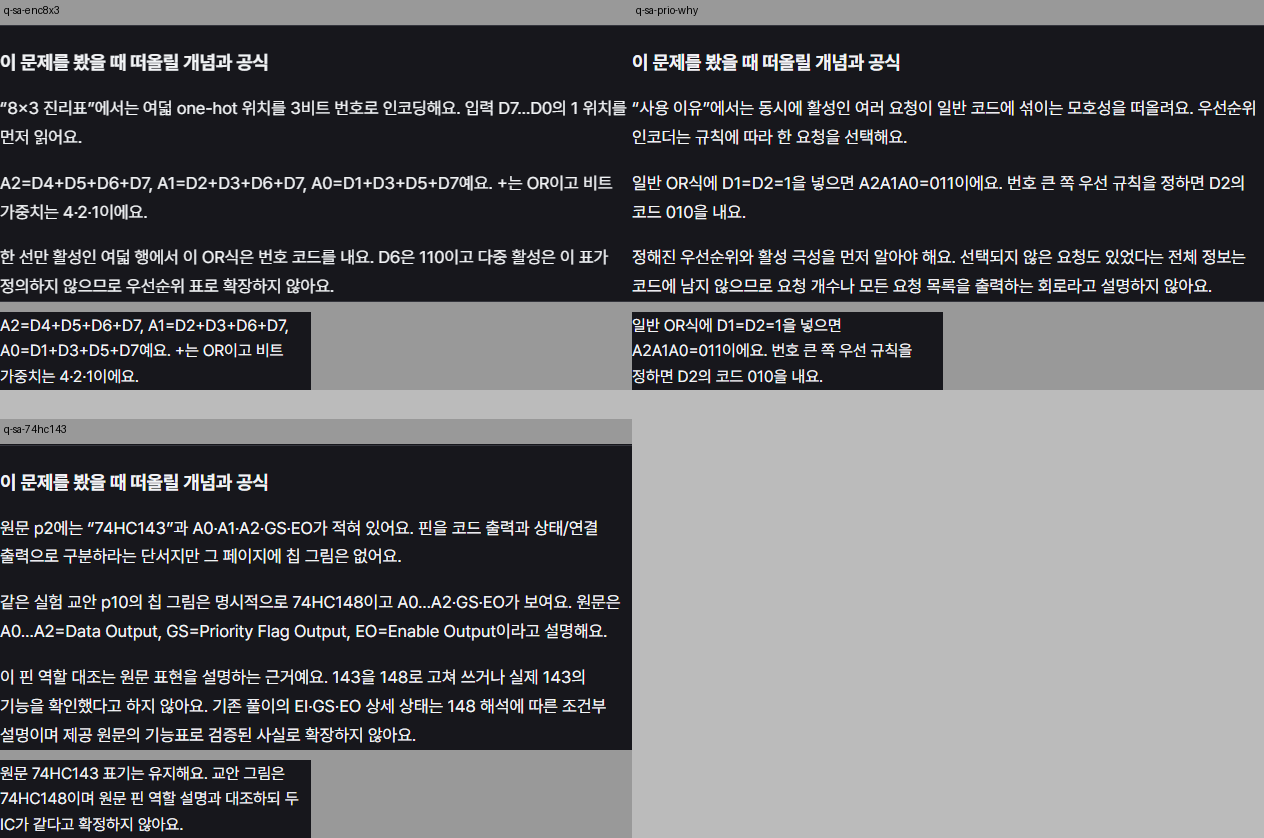 q-sa-enc8x3
이 문제를 봤을 때 떠올릴 개념과 공식
“8×3 진리표”에서는 여덟 one-hot 위치를 3비트 번호로 인코딩해요. 입력 D7…D0의 1 위치를
먼저 읽어요.
A2=D4+D5+D6+D7, A1=D2+D3+D6+D7, A0=D1+D3+D5+D7예요. +는 OR이고 비트
가중치는 4·2·1이에요.
한 선만 활성인 여덟 행에서 이 OR식은 번호 코드를 내요. D6은 110이고 다중 활성은 이 표가
정의하지 않으므로 우선순위 표로 확장하지 않아요.
A2=D4+D5+D6+D7, A1=D2+D3+D6+D7,
A0=D1+D3+D5+D7예요. +는 OR이고 비트
가중치는 4·2·1이에요.
q-sa-prio-why
이 문제를 봤을 때 떠올릴 개념과 공식
“사용 이유”에서는 동시에 활성인 여러 요청이 일반 코드에 섞이는 모호성을 떠올려요. 우선순위
인코더는 규칙에 따라 한 요청을 선택해요.
일반 OR식에 D1=D2=1을 넣으면 A2A1A0=011이에요. 번호 큰 쪽 우선 규칙을 정하면 D2의
코드 010을 내요.
정해진 우선순위와 활성 극성을 먼저 알아야 해요. 선택되지 않은 요청도 있었다는 전체 정보는
코드에 남지 않으므로 요청 개수나 모든 요청 목록을 출력하는 회로라고 설명하지 않아요.
일반 OR식에 D1=D2=1을 넣으면
A2A1A0=011이에요. 번호 큰 쪽 우선 규칙을
정하면 D2의 코드 010을 내요.
q-sa-74hc143
이 문제를 봤을 때 떠올릴 개념과 공식
원문 p2에는 “74HC143”과 A0·A1·A2·GS·EO가 적혀 있어요. 핀을 코드 출력과 상태/연결
출력으로 구분하라는 단서지만 그 페이지에 칩 그림은 없어요.
같은 실험 교안 p10의 칩 그림은 명시적으로 74HC148이고 A0…A2·GS·EO가 보여요. 원문은
A0…A2=Data Output, GS=Priority Flag Output, EO=Enable Output이라고 설명해요.
이 핀 역할 대조는 원문 표현을 설명하는 근거예요. 143을 148로 고쳐 쓰거나 실제 143의
기능을 확인했다고 하지 않아요. 기존 풀이의 EI·GS·EO 상세 상태는 148 해석에 따른 조건부
설명이며 제공 원문의 기능표로 검증된 사실로 확장하지 않아요.
원문 74HC143 표기는 유지해요. 교안 그림은
74HC148이며 원문 핀 역할 설명과 대조하되 두
IC가 같다고 확정하지 않아요.